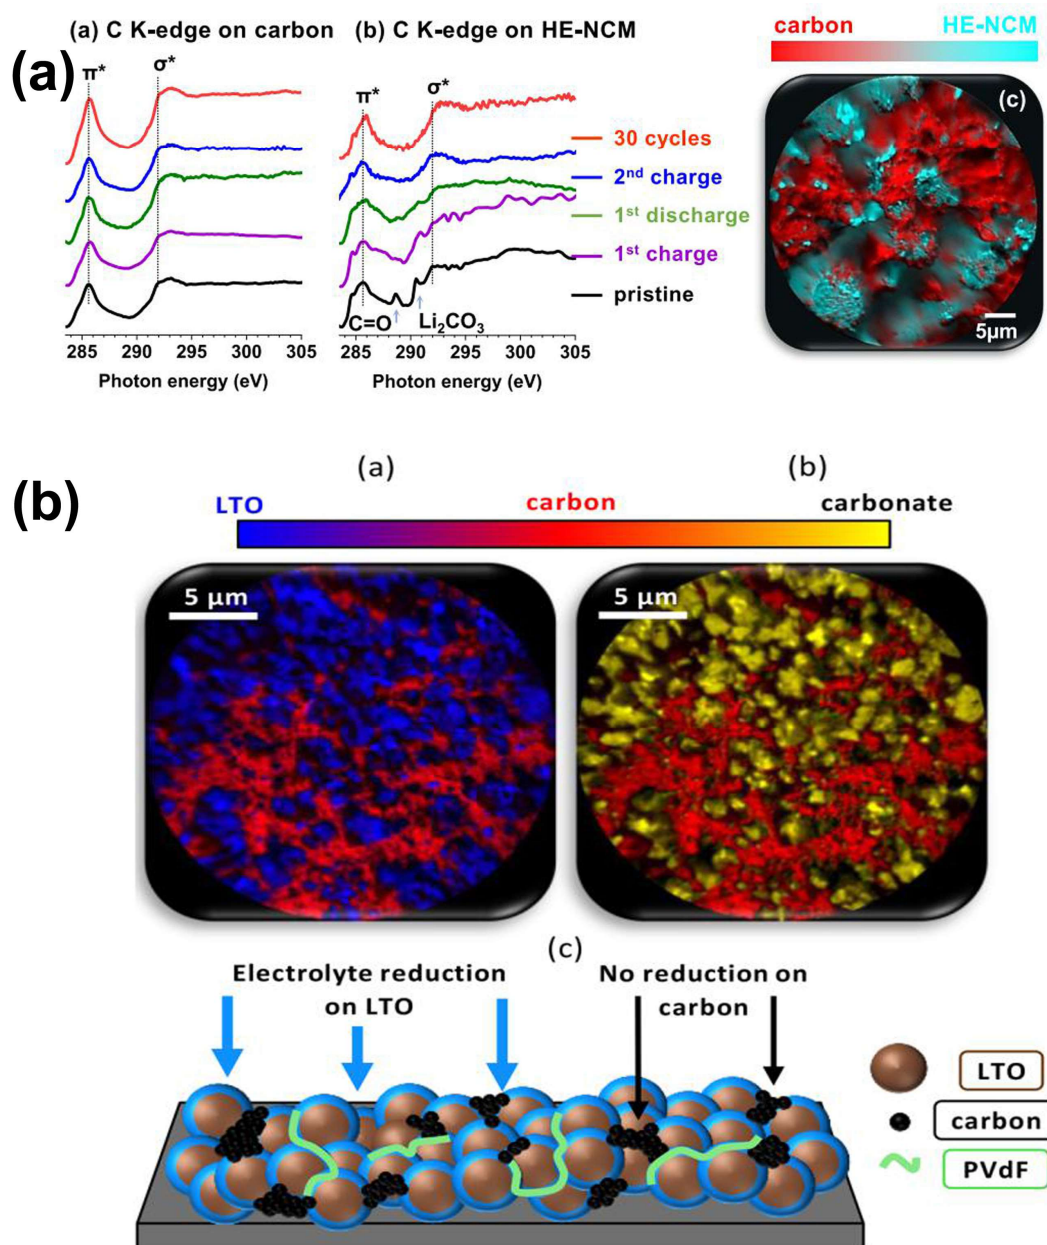 (a)
(a) C K-edge on carbon
(b) C K-edge on HE-NCM
π* σ*
π* σ*
30 cycles
2nd charge
1st discharge
1st charge
pristine
C=O
Li₂CO₃
285 290 295 300 305
285 290 295 300 305
Photon energy (eV)
Photon energy (eV)
carbon HE-NCM
(c)
5μm
(b)
(a) (b)
LTO carbon carbonate
5 μm
5 μm
(c)
Electrolyte reduction
on LTO
No reduction on
carbon
LTO
carbon
PVdF